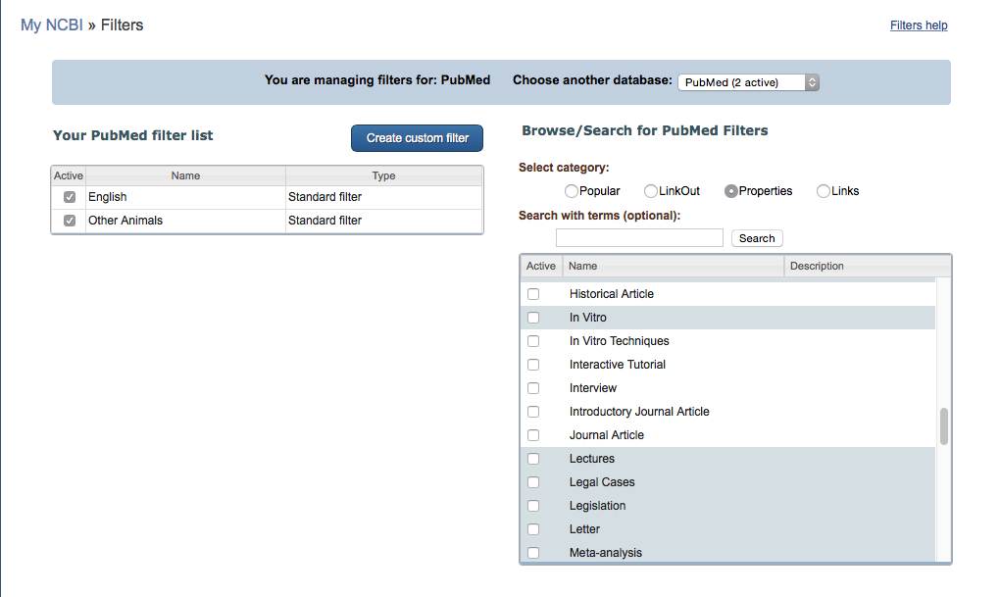 My NCBI » Filters
Filters help
You are managing filters for: PubMed Choose another database: PubMed (2 active)
Your PubMed filter list
Create custom filter
Active Name Type
English Standard filter
Other Animals Standard filter
Browse/Search for PubMed Filters
Select category:
Popular LinkOut Properties Links
Search with terms (optional):
Search
Active Name Description
Historical Article
In Vitro
In Vitro Techniques
Interactive Tutorial
Interview
Introductory Journal Article
Journal Article
Lectures
Legal Cases
Legislation
Letter
Meta-analysis